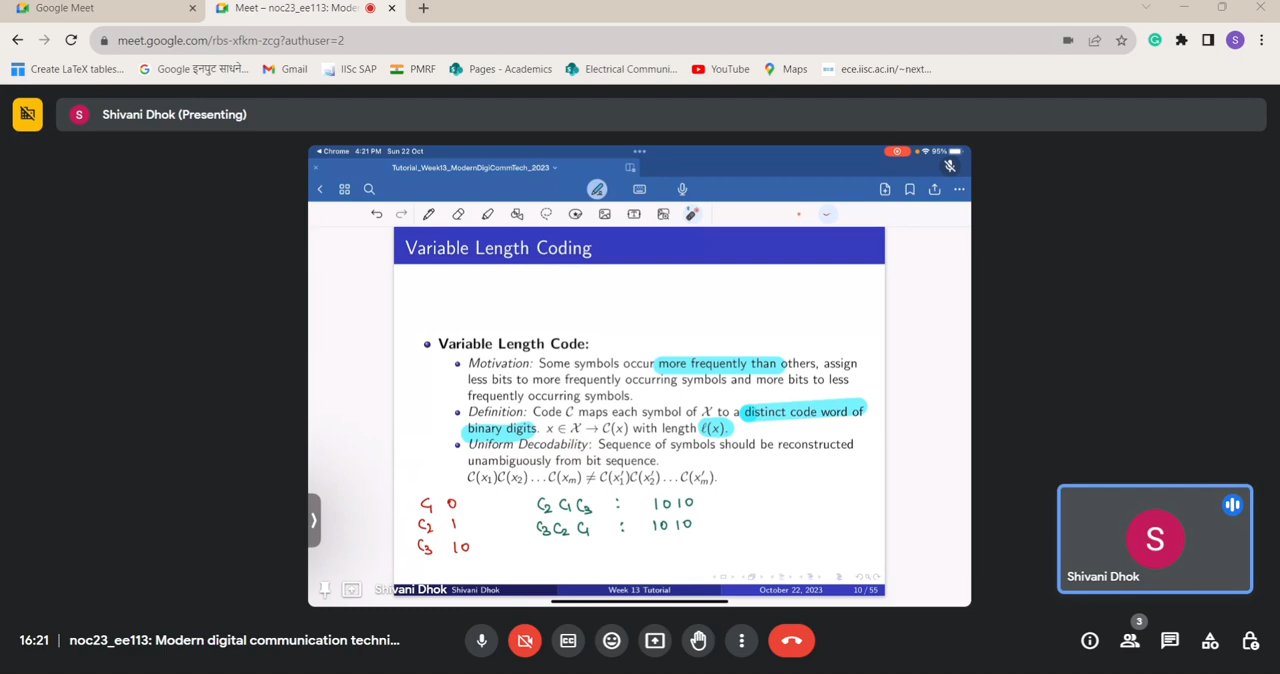 Google Meet
Meet – noc23_ee113: Mode
meet.google.com/rbs-xfkm-zcg?authuser=2
S
Create LaTeX tables...
Google इनपुट साधने...
Gmail
IISc SAP
PMRF
Pages - Academics
Electrical Communi...
YouTube
Maps
ece.iisc.ac.in/~next...
S
Shivani Dhok (Presenting)
Chrome 4:21 PM Sun 22 Oct
95%
Tutorial_Week13_ModernDigiCommTech_2023
Variable Length Coding
Variable Length Code:
Motivation: Some symbols occur more frequently than others, assign
less bits to more frequently occurring symbols and more bits to less
frequently occurring symbols.
Definition: Code C maps each symbol of X to a distinct code word of
binary digits. x ∈ X → C(x) with length ℓ(x).
Uniform Decodability: Sequence of symbols should be reconstructed
unambiguously from bit sequence.
C(x₁)C(x₂) . . . C(xₘ) ≠ C(x₁′)C(x₂′) . . . C(xₘ′).
C₁ 0
C₂ 1
C₃ 10
C₂ C₁ C₃ : 1010
C₃ C₂ C₁ : 1010
Shivani Dhok
Shivani Dhok
Week 13 Tutorial
October 22, 2023
10 / 55
S
Shivani Dhok
16:21 | noc23_ee113: Modern digital communication techni...
3